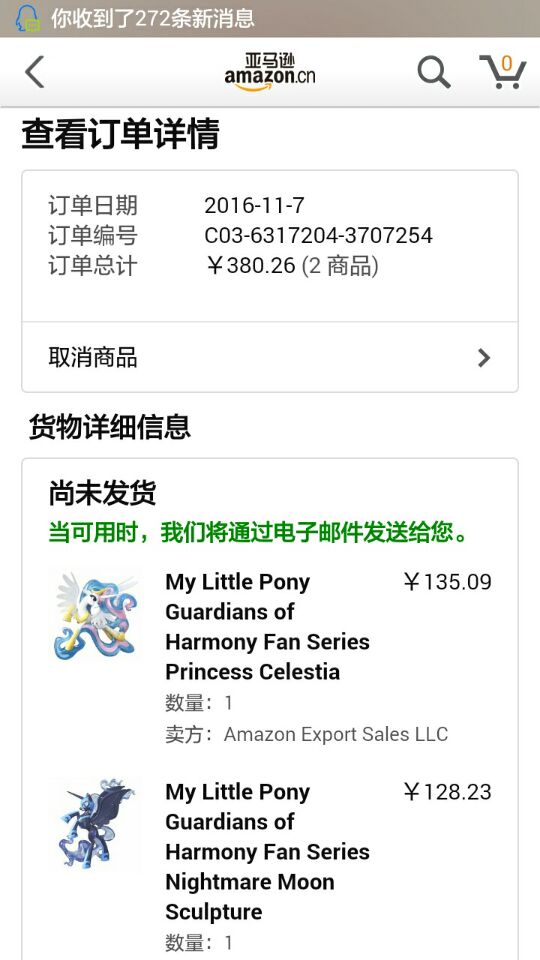 你收到了272条新消息
亚马逊
amazon.cn
0
查看订单详情
订单日期 2016-11-7
订单编号 C03-6317204-3707254
订单总计 ￥380.26 (2 商品)
取消商品
货物详细信息
尚未发货
当可用时，我们将通过电子邮件发送给您。
My Little Pony ￥135.09
Guardians of
Harmony Fan Series
Princess Celestia
数量：1
卖方：Amazon Export Sales LLC
My Little Pony ￥128.23
Guardians of
Harmony Fan Series
Nightmare Moon
Sculpture
数量：1